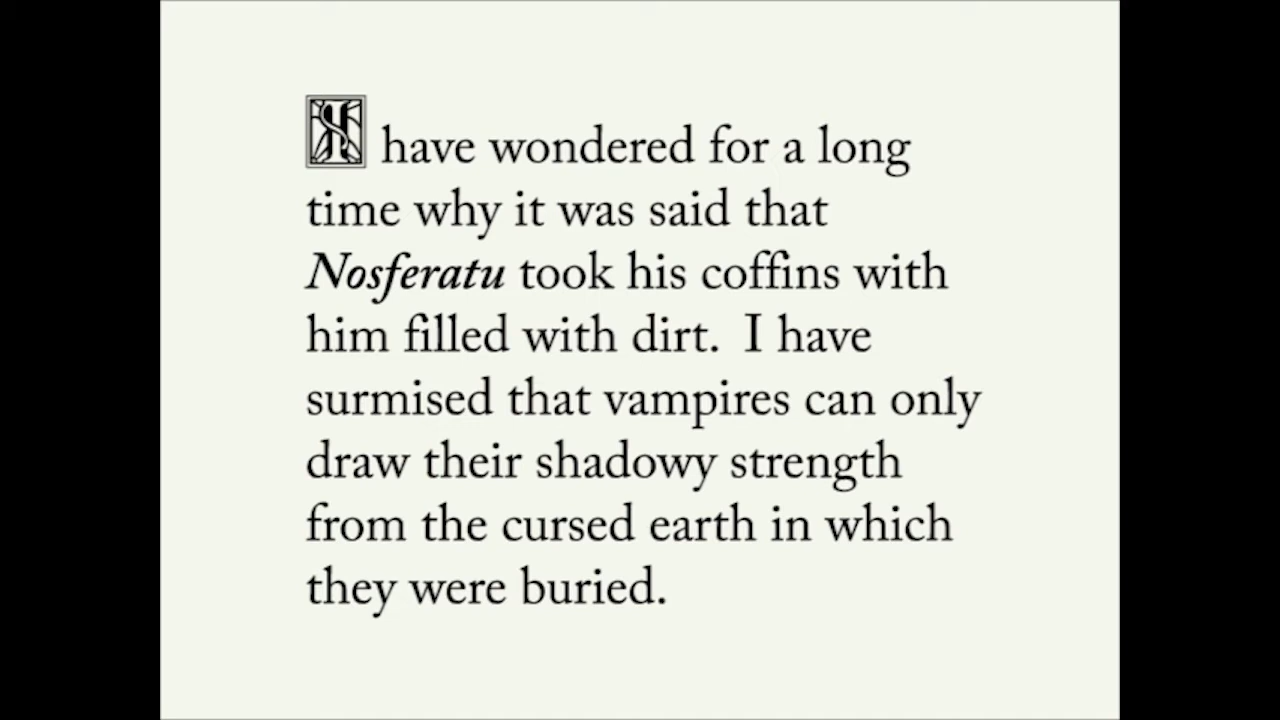 I have wondered for a long
time why it was said that
Nosferatu took his coffins with
him filled with dirt.  I have
surmised that vampires can only
draw their shadowy strength
from the cursed earth in which
they were buried.